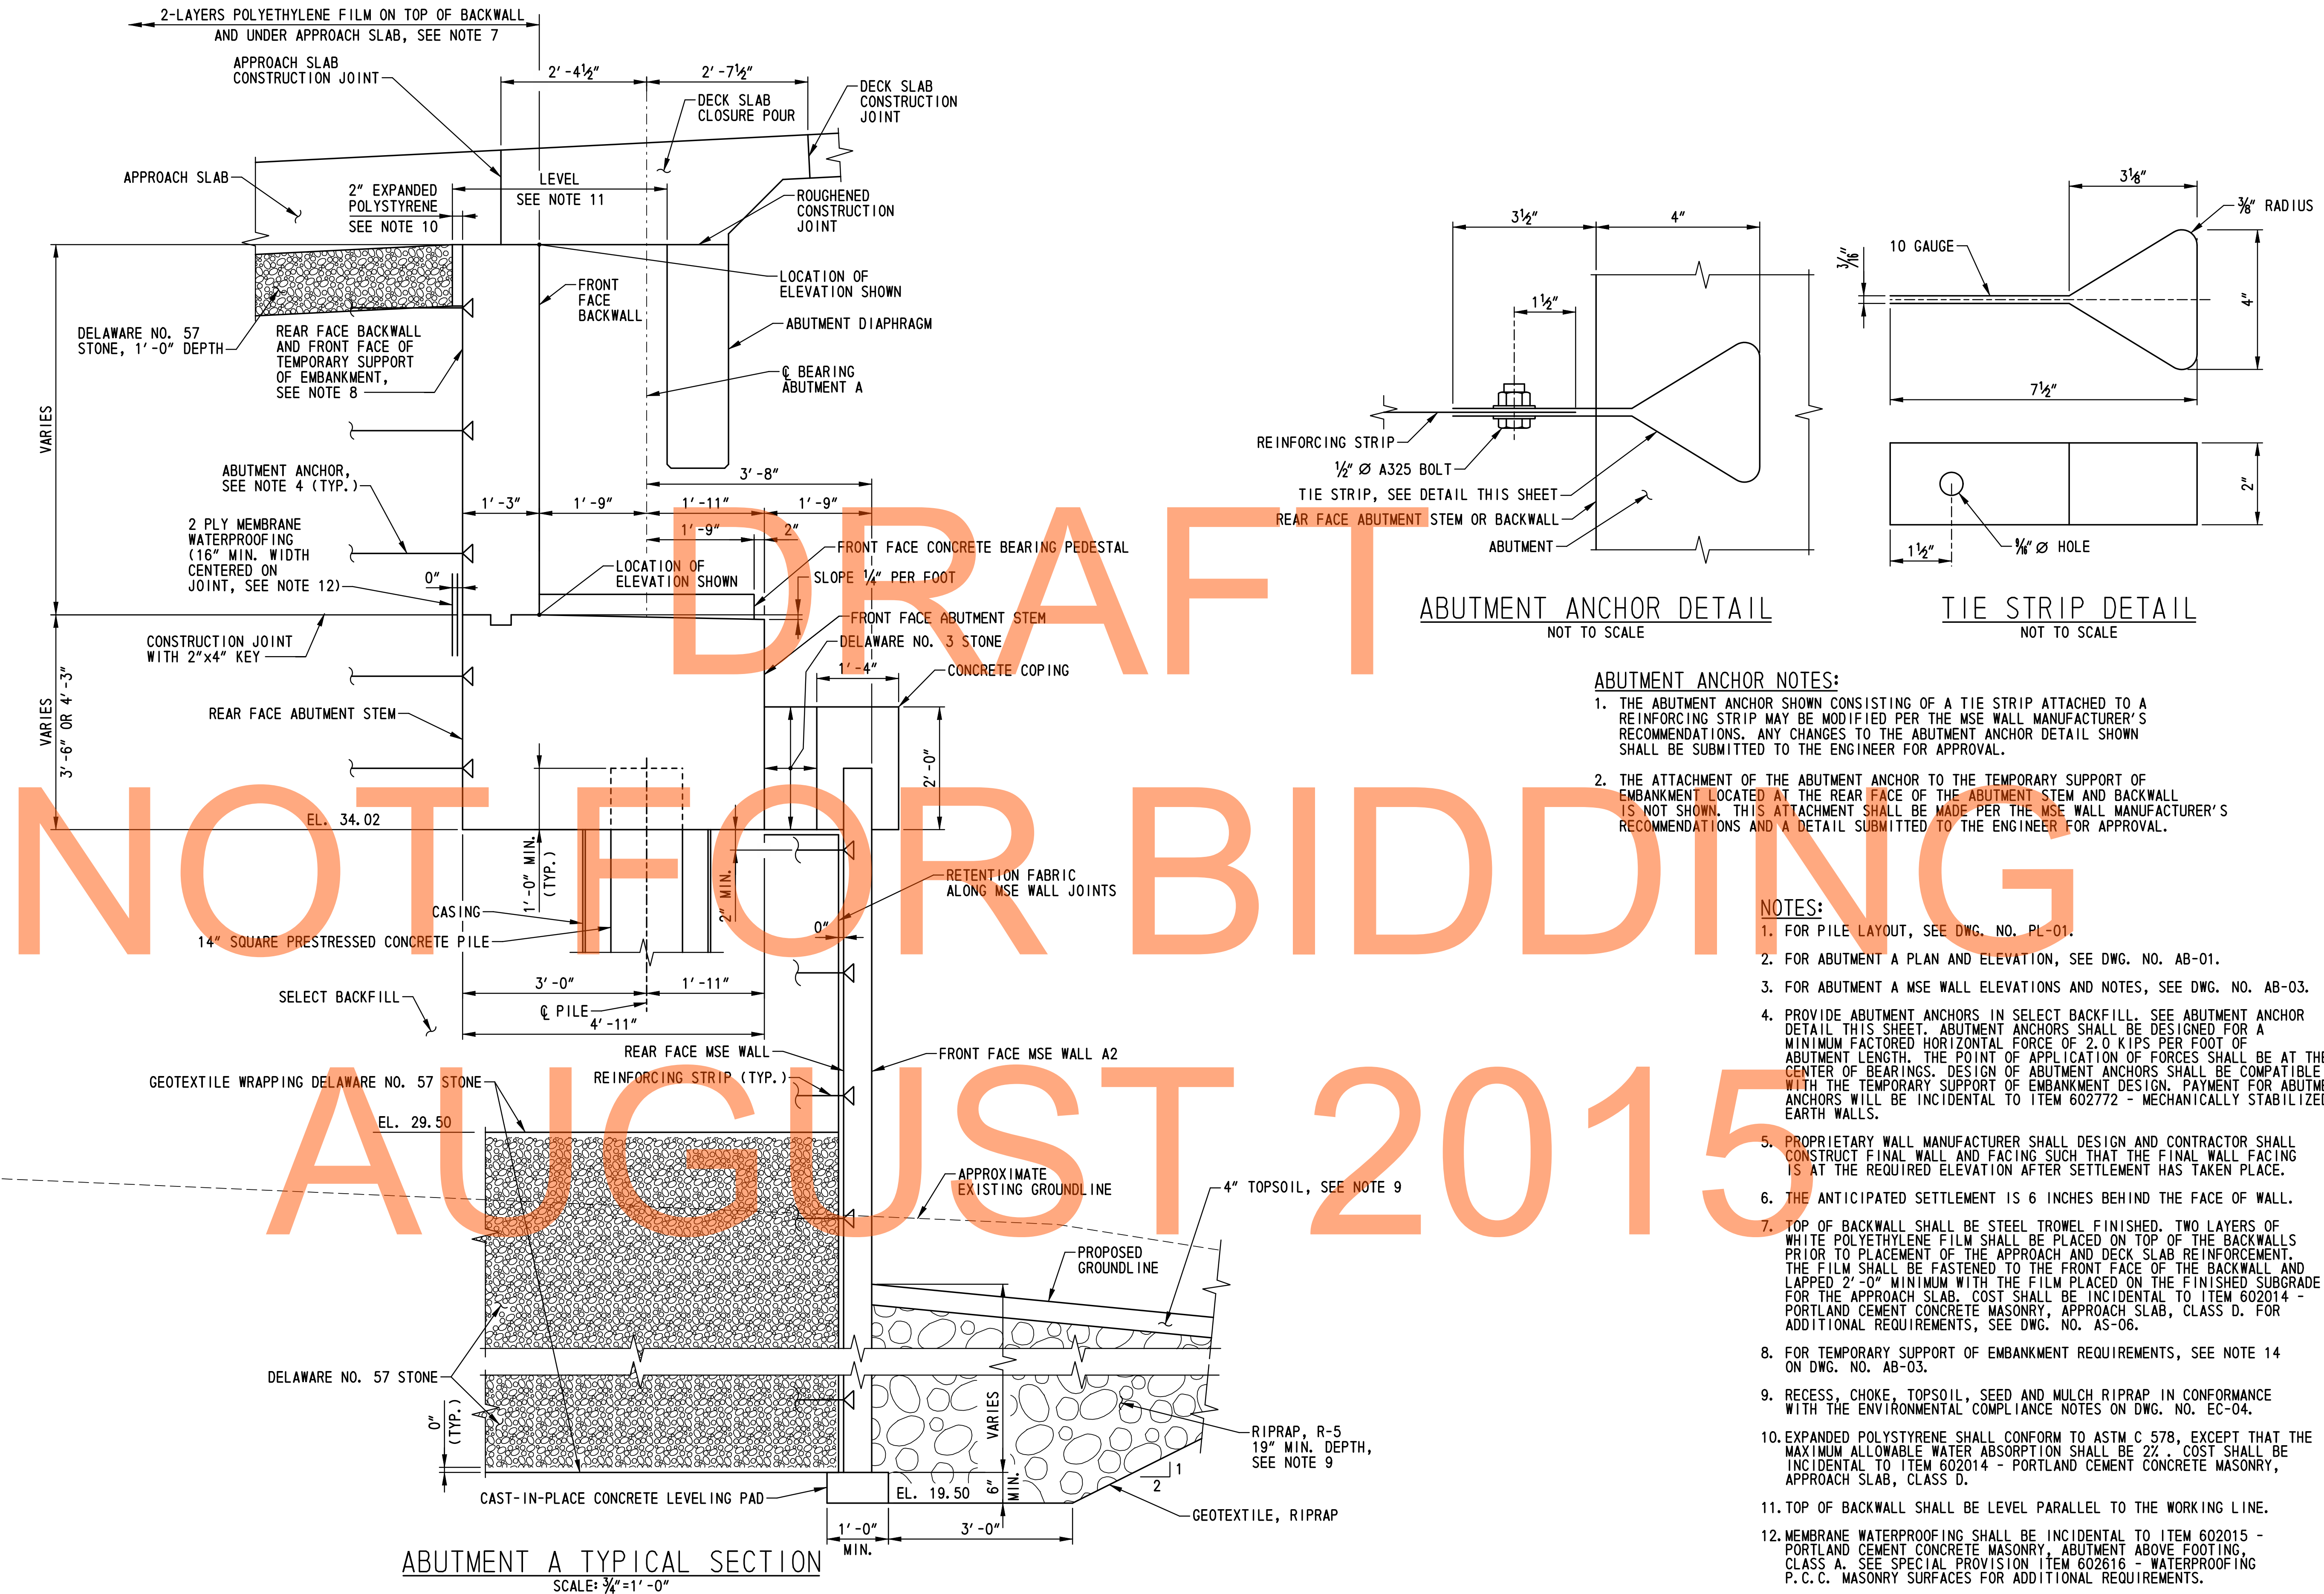 2-LAYERS POLYETHYLENE FILM ON TOP OF BACKWALL
AND UNDER APPROACH SLAB, SEE NOTE 7
APPROACH SLAB
CONSTRUCTION JOINT
2'-4½"
2'-7½"
DECK SLAB
CLOSURE POUR
DECK SLAB
CONSTRUCTION
JOINT
APPROACH SLAB
2" EXPANDED
POLYSTYRENE
SEE NOTE 10
LEVEL
SEE NOTE 11
ROUGHENED
CONSTRUCTION
JOINT
LOCATION OF
ELEVATION SHOWN
FRONT
FACE
BACKWALL
ABUTMENT DIAPHRAGM
DELAWARE NO. 57
STONE, 1'-0" DEPTH
REAR FACE BACKWALL
AND FRONT FACE OF
TEMPORARY SUPPORT
OF EMBANKMENT,
SEE NOTE 8
℄ BEARING
ABUTMENT A
VARIES
ABUTMENT ANCHOR,
SEE NOTE 4 (TYP.)
3'-8"
1'-3"
1'-9"
1'-11"
1'-9"
1'-9"
2"
2 PLY MEMBRANE
WATERPROOFING
(16" MIN. WIDTH
CENTERED ON
JOINT, SEE NOTE 12)
0"
FRONT FACE CONCRETE BEARING PEDESTAL
LOCATION OF
ELEVATION SHOWN
SLOPE ¼" PER FOOT
FRONT FACE ABUTMENT STEM
CONSTRUCTION JOINT
WITH 2"x4" KEY
DELAWARE NO. 3 STONE
1'-4"
CONCRETE COPING
VARIES
3'-6" OR 4'-3"
REAR FACE ABUTMENT STEM
2'-0"
EL. 34.02
1'-0" MIN.
(TYP.)
2" MIN.
RETENTION FABRIC
ALONG MSE WALL JOINTS
CASING
0"
14" SQUARE PRESTRESSED CONCRETE PILE
3'-0"
1'-11"
SELECT BACKFILL
℄ PILE
4'-11"
REAR FACE MSE WALL
FRONT FACE MSE WALL A2
REINFORCING STRIP (TYP.)
GEOTEXTILE WRAPPING DELAWARE NO. 57 STONE
EL. 29.50
APPROXIMATE
EXISTING GROUNDLINE
4" TOPSOIL, SEE NOTE 9
PROPOSED
GROUNDLINE
DELAWARE NO. 57 STONE
0"
(TYP.)
VARIES
RIPRAP, R-5
19" MIN. DEPTH,
SEE NOTE 9
6"
MIN.
1
2
CAST-IN-PLACE CONCRETE LEVELING PAD
EL. 19.50
GEOTEXTILE, RIPRAP
1'-0"
MIN.
3'-0"
ABUTMENT A TYPICAL SECTION
SCALE: ¾"=1'-0"
3½"
4"
1½"
REINFORCING STRIP
½" Ø A325 BOLT
TIE STRIP, SEE DETAIL THIS SHEET
REAR FACE ABUTMENT STEM OR BACKWALL
ABUTMENT
ABUTMENT ANCHOR DETAIL
NOT TO SCALE
3⅛"
⅜" RADIUS
10 GAUGE
3/16"
4"
7½"
2"
1½"
9/16" Ø HOLE
TIE STRIP DETAIL
NOT TO SCALE
ABUTMENT ANCHOR NOTES:
1. THE ABUTMENT ANCHOR SHOWN CONSISTING OF A TIE STRIP ATTACHED TO A
REINFORCING STRIP MAY BE MODIFIED PER THE MSE WALL MANUFACTURER'S
RECOMMENDATIONS. ANY CHANGES TO THE ABUTMENT ANCHOR DETAIL SHOWN
SHALL BE SUBMITTED TO THE ENGINEER FOR APPROVAL.
2. THE ATTACHMENT OF THE ABUTMENT ANCHOR TO THE TEMPORARY SUPPORT OF
EMBANKMENT LOCATED AT THE REAR FACE OF THE ABUTMENT STEM AND BACKWALL
IS NOT SHOWN. THIS ATTACHMENT SHALL BE MADE PER THE MSE WALL MANUFACTURER'S
RECOMMENDATIONS AND A DETAIL SUBMITTED TO THE ENGINEER FOR APPROVAL.
NOTES:
1. FOR PILE LAYOUT, SEE DWG. NO. PL-01.
2. FOR ABUTMENT A PLAN AND ELEVATION, SEE DWG. NO. AB-01.
3. FOR ABUTMENT A MSE WALL ELEVATIONS AND NOTES, SEE DWG. NO. AB-03.
4. PROVIDE ABUTMENT ANCHORS IN SELECT BACKFILL. SEE ABUTMENT ANCHOR
DETAIL THIS SHEET. ABUTMENT ANCHORS SHALL BE DESIGNED FOR A
MINIMUM FACTORED HORIZONTAL FORCE OF 2.0 KIPS PER FOOT OF
ABUTMENT LENGTH. THE POINT OF APPLICATION OF FORCES SHALL BE AT THE
CENTER OF BEARINGS. DESIGN OF ABUTMENT ANCHORS SHALL BE COMPATIBLE
WITH THE TEMPORARY SUPPORT OF EMBANKMENT DESIGN. PAYMENT FOR ABUTME
ANCHORS WILL BE INCIDENTAL TO ITEM 602772 - MECHANICALLY STABILIZED
EARTH WALLS.
5. PROPRIETARY WALL MANUFACTURER SHALL DESIGN AND CONTRACTOR SHALL
CONSTRUCT FINAL WALL AND FACING SUCH THAT THE FINAL WALL FACING
IS AT THE REQUIRED ELEVATION AFTER SETTLEMENT HAS TAKEN PLACE.
6. THE ANTICIPATED SETTLEMENT IS 6 INCHES BEHIND THE FACE OF WALL.
7. TOP OF BACKWALL SHALL BE STEEL TROWEL FINISHED. TWO LAYERS OF
WHITE POLYETHYLENE FILM SHALL BE PLACED ON TOP OF THE BACKWALLS
PRIOR TO PLACEMENT OF THE APPROACH AND DECK SLAB REINFORCEMENT.
THE FILM SHALL BE FASTENED TO THE FRONT FACE OF THE BACKWALL AND
LAPPED 2'-0" MINIMUM WITH THE FILM PLACED ON THE FINISHED SUBGRADE
FOR THE APPROACH SLAB. COST SHALL BE INCIDENTAL TO ITEM 602014 -
PORTLAND CEMENT CONCRETE MASONRY, APPROACH SLAB, CLASS D. FOR
ADDITIONAL REQUIREMENTS, SEE DWG. NO. AS-06.
8. FOR TEMPORARY SUPPORT OF EMBANKMENT REQUIREMENTS, SEE NOTE 14
ON DWG. NO. AB-03.
9. RECESS, CHOKE, TOPSOIL, SEED AND MULCH RIPRAP IN CONFORMANCE
WITH THE ENVIRONMENTAL COMPLIANCE NOTES ON DWG. NO. EC-04.
10. EXPANDED POLYSTYRENE SHALL CONFORM TO ASTM C 578, EXCEPT THAT THE
MAXIMUM ALLOWABLE WATER ABSORPTION SHALL BE 2%. COST SHALL BE
INCIDENTAL TO ITEM 602014 - PORTLAND CEMENT CONCRETE MASONRY,
APPROACH SLAB, CLASS D.
11. TOP OF BACKWALL SHALL BE LEVEL PARALLEL TO THE WORKING LINE.
12. MEMBRANE WATERPROOFING SHALL BE INCIDENTAL TO ITEM 602015 -
PORTLAND CEMENT CONCRETE MASONRY, ABUTMENT ABOVE FOOTING,
CLASS A. SEE SPECIAL PROVISION ITEM 602616 - WATERPROOFING
P.C.C. MASONRY SURFACES FOR ADDITIONAL REQUIREMENTS.
DRAFT
NOT FOR BIDDING
AUGUST 2015